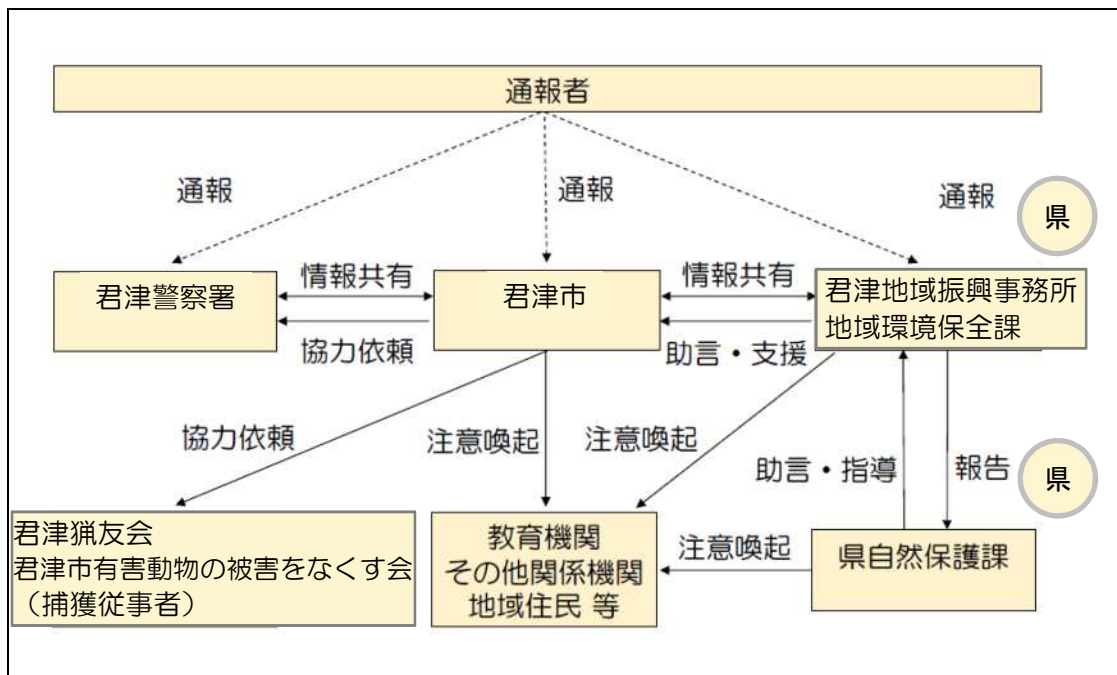 通報者
通報
通報
通報
県
君津警察署
情報共有
協力依頼
君津市
情報共有
助言・支援
君津地域振興事務所
地域環境保全課
協力依頼
注意喚起
注意喚起
助言・指導
報告
県
君津猟友会
君津市有害動物の被害をなくす会
（捕獲従事者）
教育機関
その他関係機関
地域住民 等
注意喚起
県自然保護課